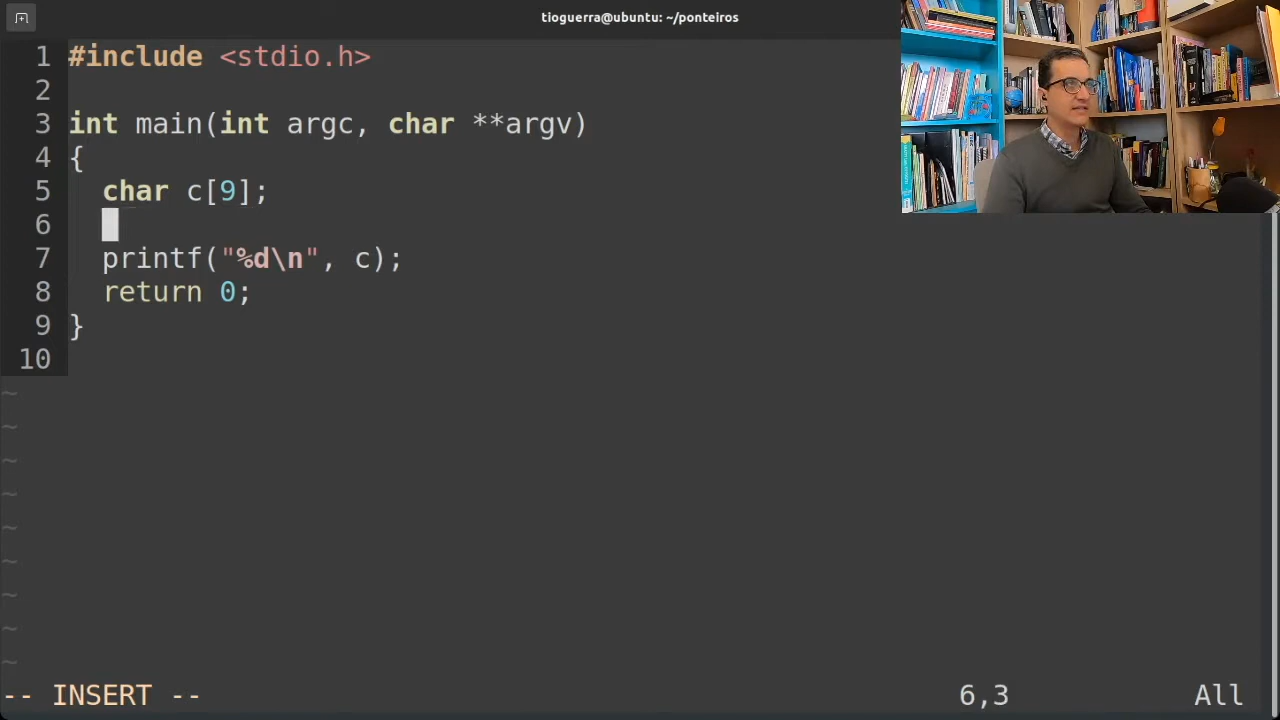 tioguerra@ubuntu: ~/ponteiros
1 #include <stdio.h>
2
3 int main(int argc, char **argv)
4 {
5   char c[9];
6
7   printf("%d\n", c);
8   return 0;
9 }
10
~
~
~
~
~
~
~
~
~
-- INSERT -- 6,3 All